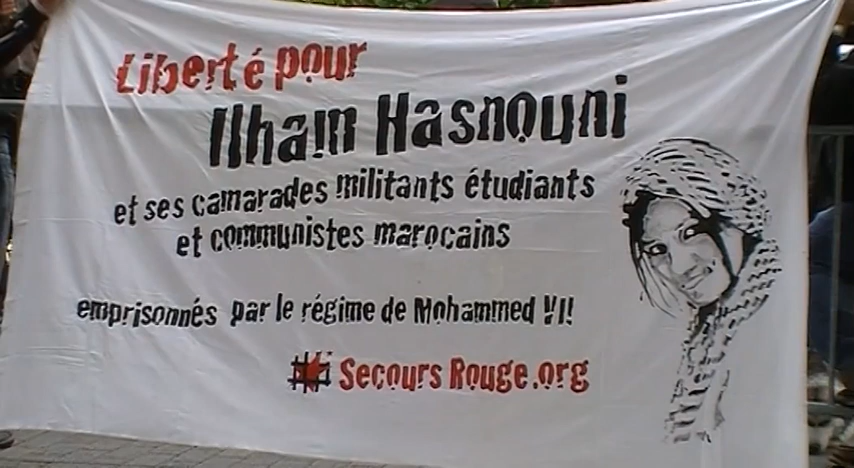 Liberté pour
Ilham Hasnouni
et ses camarades militants étudiants
et communistes marocains
emprisonnés par le régime de Mohammed VI!
Secours Rouge.org